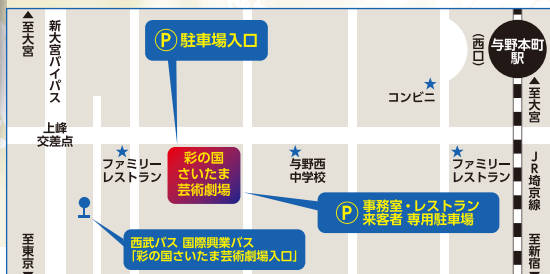 ▲至大宮
新大宮バイパス
Ⓟ駐車場入口
与野本町
駅
(西口)
コンビニ
▲至大宮
上峰
交差点
ファミリー
レストラン
彩の国
さいたま
芸術劇場
与野西
中学校
ファミリー
レストラン
JR埼京線
Ⓟ 事務室・レストラン
来客者 専用駐車場
西武バス 国際興業バス
「彩の国さいたま芸術劇場入口」
至東京▼
至新宿▼